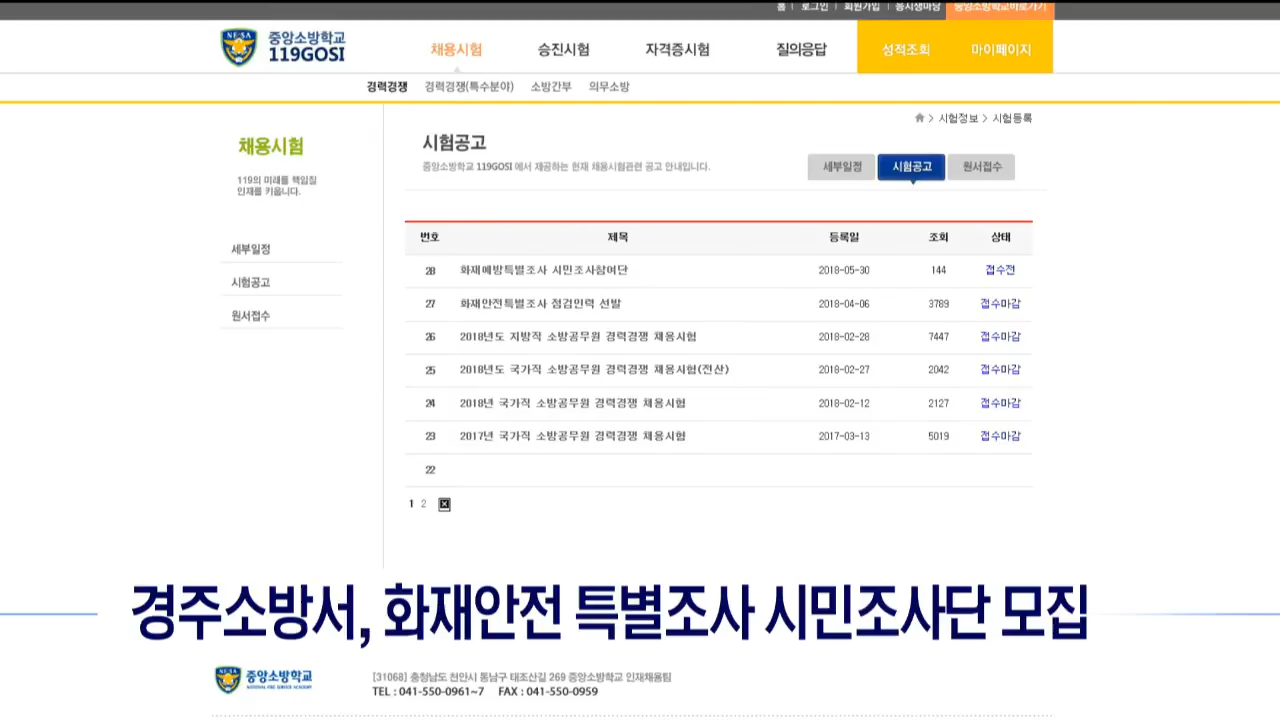 홈 | 로그인 | 회원가입 | 응시생마당 중앙소방학교바로가기
중앙소방학교
119GOSI
채용시험 승진시험 자격증시험 질의응답 성적조회 마이페이지
경력경쟁 경력경쟁(특수분야) 소방간부 의무소방
> 시험정보 > 시험등록
채용시험
119의 미래를 책임질
인재를 키웁니다.
세부일정
시험공고
원서접수
시험공고
중앙소방학교 119GOSI 에서 제공하는 현재 채용시험관련 공고 안내입니다.
세부일정 시험공고 원서접수
번호 제목 등록일 조회 상태
28 화재예방특별조사 시민조사참여단 2018-05-30 144 접수전
27 화재안전특별조사 점검인력 선발 2018-04-06 3789 접수마감
26 2018년도 지방직 소방공무원 경력경쟁 채용시험 2018-02-28 7447 접수마감
25 2018년도 국가직 소방공무원 경력경쟁 채용시험(전산) 2018-02-27 2042 접수마감
24 2018년 국가직 소방공무원 경력경쟁 채용시험 2018-02-12 2127 접수마감
23 2017년 국가직 소방공무원 경력경쟁 채용시험 2017-03-13 5019 접수마감
22
1 2
경주소방서, 화재안전 특별조사 시민조사단 모집
중앙소방학교
NATIONAL FIRE SERVICE ACADEMY
[31068] 충청남도 천안시 동남구 태조산길 269 중앙소방학교 인재채용팀
TEL : 041-550-0961~7 FAX : 041-550-0959